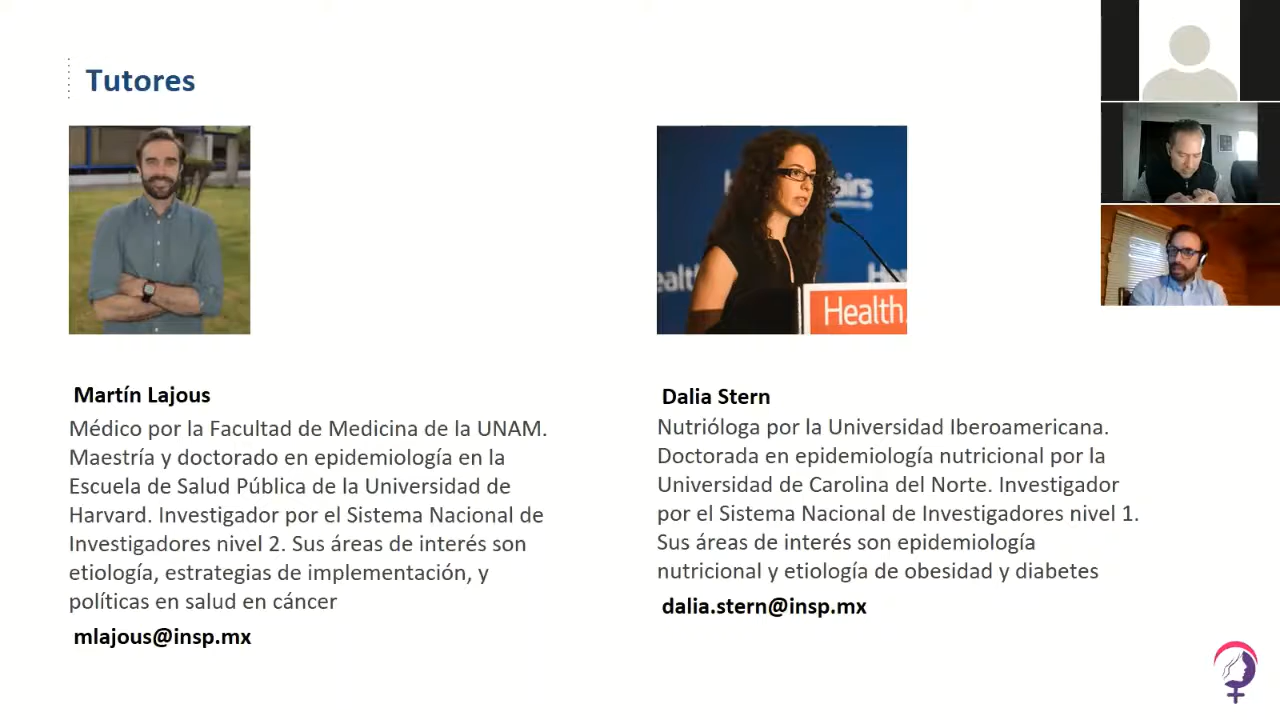 Tutores
Health
Martín Lajous
Médico por la Facultad de Medicina de la UNAM.
Maestría y doctorado en epidemiología en la
Escuela de Salud Pública de la Universidad de
Harvard. Investigador por el Sistema Nacional de
Investigadores nivel 2. Sus áreas de interés son
etiología, estrategias de implementación, y
políticas en salud en cáncer
mlajous@insp.mx
Dalia Stern
Nutrióloga por la Universidad Iberoamericana.
Doctorada en epidemiología nutricional por la
Universidad de Carolina del Norte. Investigador
por el Sistema Nacional de Investigadores nivel 1.
Sus áreas de interés son epidemiología
nutricional y etiología de obesidad y diabetes
dalia.stern@insp.mx